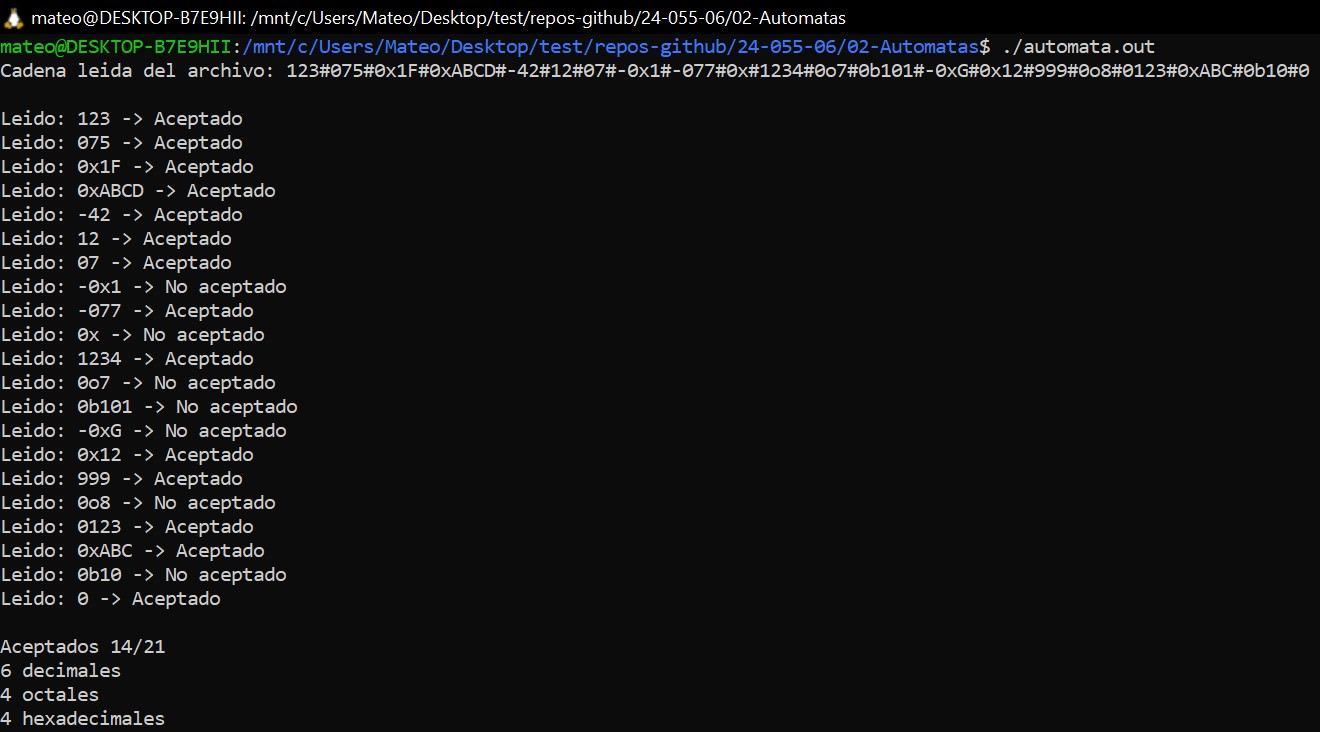 mateo@DESKTOP-B7E9HII: /mnt/c/Users/Mateo/Desktop/test/repos-github/24-055-06/02-Automatas
mateo@DESKTOP-B7E9HII:/mnt/c/Users/Mateo/Desktop/test/repos-github/24-055-06/02-Automatas$ ./automata.out
Cadena leida del archivo: 123#075#0x1F#0xABCD#-42#12#07#-0x1#-077#0x#1234#0o7#0b101#-0xG#0x12#999#0o8#0123#0xABC#0b10#0
Leido: 123 -> Aceptado
Leido: 075 -> Aceptado
Leido: 0x1F -> Aceptado
Leido: 0xABCD -> Aceptado
Leido: -42 -> Aceptado
Leido: 12 -> Aceptado
Leido: 07 -> Aceptado
Leido: -0x1 -> No aceptado
Leido: -077 -> Aceptado
Leido: 0x -> No aceptado
Leido: 1234 -> Aceptado
Leido: 0o7 -> No aceptado
Leido: 0b101 -> No aceptado
Leido: -0xG -> No aceptado
Leido: 0x12 -> Aceptado
Leido: 999 -> Aceptado
Leido: 0o8 -> No aceptado
Leido: 0123 -> Aceptado
Leido: 0xABC -> Aceptado
Leido: 0b10 -> No aceptado
Leido: 0 -> Aceptado
Aceptados 14/21
6 decimales
4 octales
4 hexadecimales